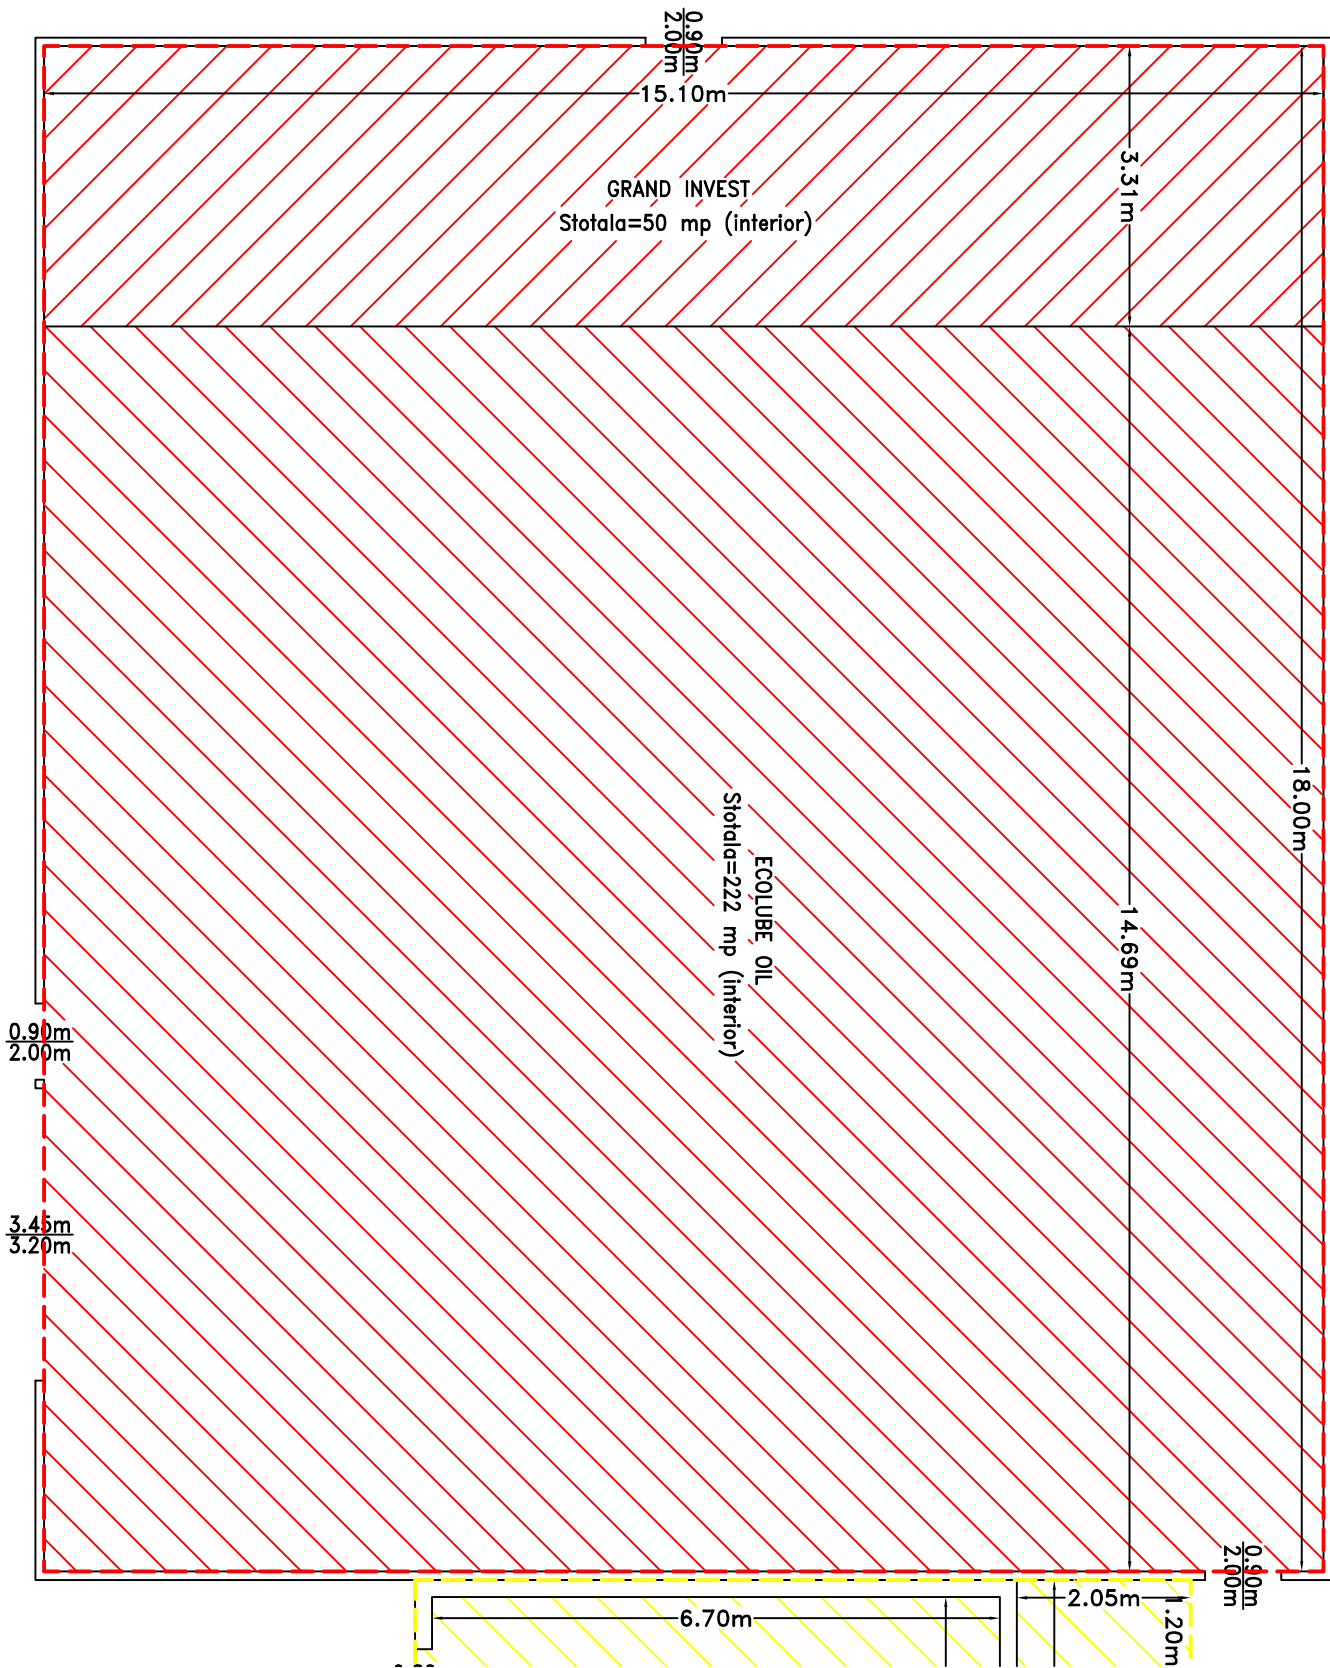 0.90m
2.00m
15.10m
3.31m
GRAND INVEST
Stotala=50 mp (interior)
18.00m
ECOLUBE OIL
Stotala=222 mp (interior)
14.69m
0.90m
2.00m
3.45m
3.20m
0.90m
2.00m
2.05m
1.20m
6.70m